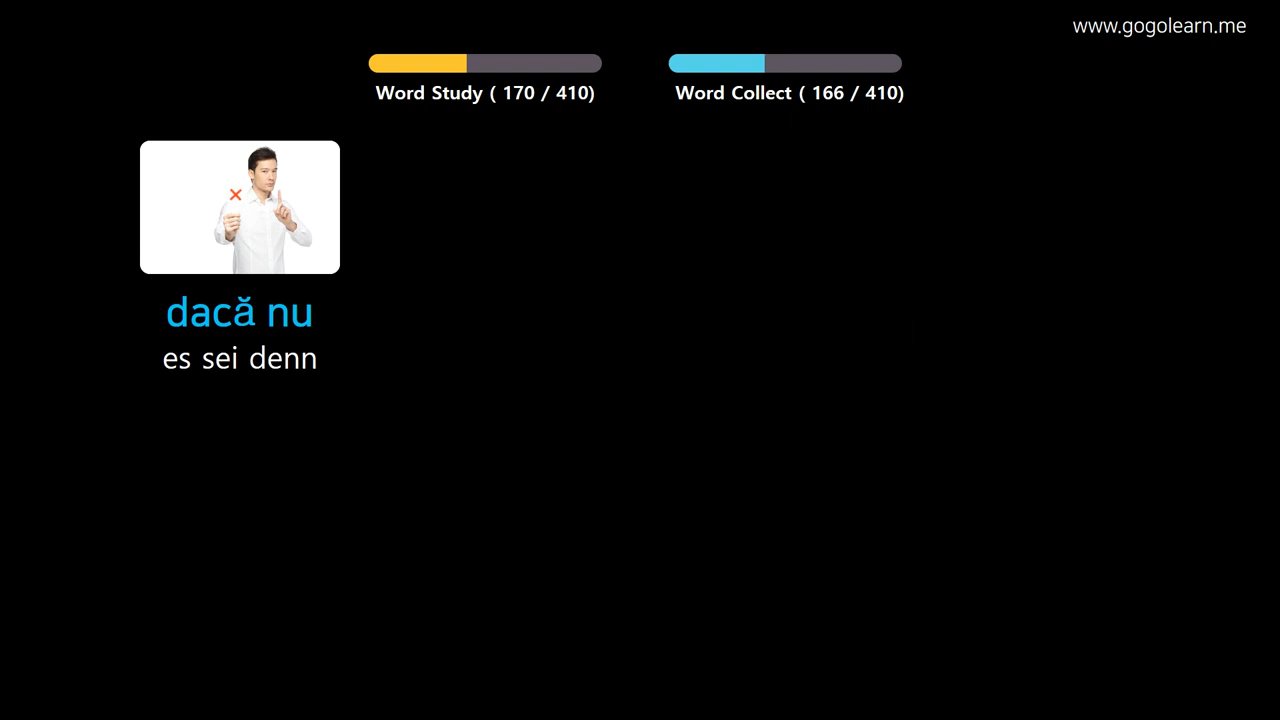 www.gogolearn.me
Word Study ( 170 / 410)
Word Collect ( 166 / 410)
dacă nu
es sei denn